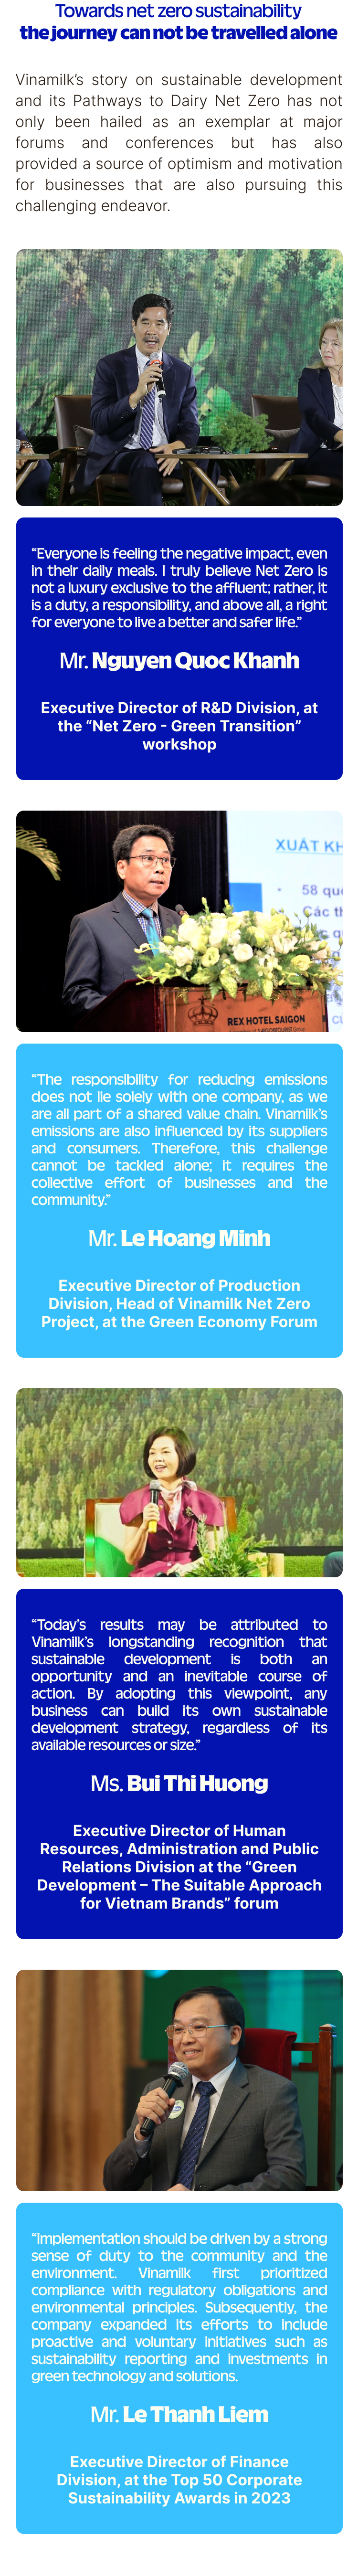 Towards net zero sustainability
the journey can not be travelled alone
Vinamilk's story on sustainable development
and its Pathways to Dairy Net Zero has not
only been hailed as an exemplar at major
forums and conferences but has also
provided a source of optimism and motivation
for businesses that are also pursuing this
challenging endeavor.
“Everyone is feeling the negative impact, even
in their daily meals. I truly believe Net Zero is
not a luxury exclusive to the affluent; rather, it
is a duty, a responsibility, and above all, a right
for everyone to live a better and safer life.”
Mr. Nguyen Quoc Khanh
Executive Director of R&D Division, at
the “Net Zero - Green Transition”
workshop
XUẤT KH
58 quố
Các th
REX HOTEL SAIGON
“The responsibility for reducing emissions
does not lie solely with one company, as we
are all part of a shared value chain. Vinamilk's
emissions are also influenced by its suppliers
and consumers. Therefore, this challenge
cannot be tackled alone; it requires the
collective effort of businesses and the
community.”
Mr. Le Hoang Minh
Executive Director of Production
Division, Head of Vinamilk Net Zero
Project, at the Green Economy Forum
“Today's results may be attributed to
Vinamilk's longstanding recognition that
sustainable development is both an
opportunity and an inevitable course of
action. By adopting this viewpoint, any
business can build its own sustainable
development strategy, regardless of its
available resources or size.”
Ms. Bui Thi Huong
Executive Director of Human
Resources, Administration and Public
Relations Division at the “Green
Development – The Suitable Approach
for Vietnam Brands” forum
“Implementation should be driven by a strong
sense of duty to the community and the
environment. Vinamilk first prioritized
compliance with regulatory obligations and
environmental principles. Subsequently, the
company expanded its efforts to include
proactive and voluntary initiatives such as
sustainability reporting and investments in
green technology and solutions.
Mr. Le Thanh Liem
Executive Director of Finance
Division, at the Top 50 Corporate
Sustainability Awards in 2023